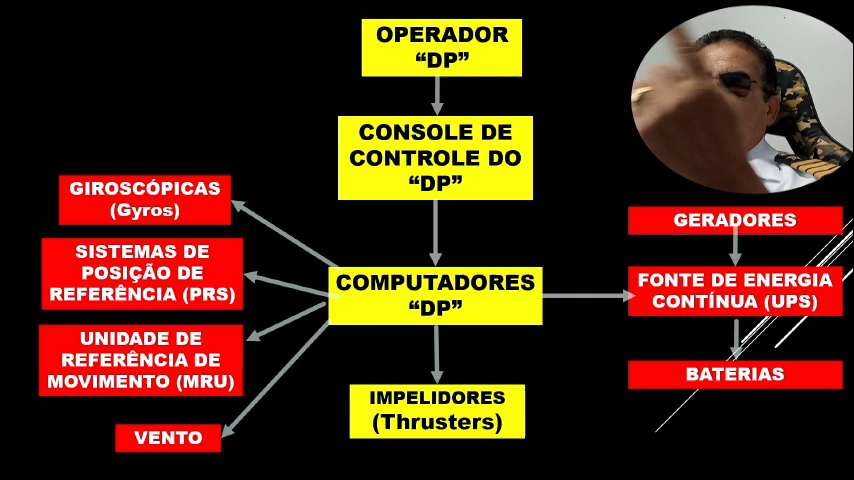 OPERADOR
“DP”
CONSOLE DE
CONTROLE DO
“DP”
GIROSCÓPICAS
(Gyros)
SISTEMAS DE
POSIÇÃO DE
REFERÊNCIA (PRS)
UNIDADE DE
REFERÊNCIA DE
MOVIMENTO (MRU)
VENTO
COMPUTADORES
“DP”
IMPELIDORES
(Thrusters)
GERADORES
FONTE DE ENERGIA
CONTÍNUA (UPS)
BATERIAS